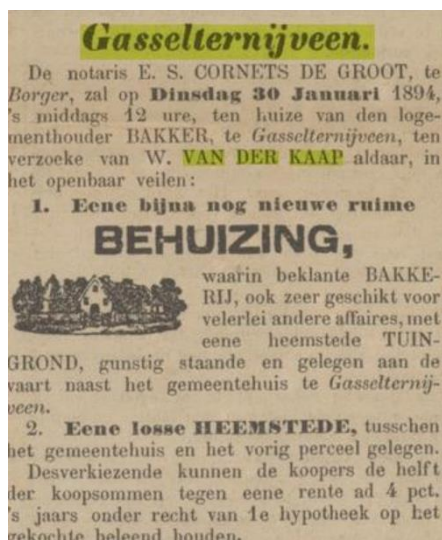 Gasselternijveen.
De notaris E. S. CORNETS DE GROOT, te
Borger, zal op Dinsdag 30 Januari 1894,
's middags 12 ure, ten huize van den loge-
menthouder BAKKER, te Gasselternijveen, ten
verzoeke van W. VAN DER KAAP aldaar, in
het openbaar veilen:
1. Eene bijna nog nieuwe ruime
BEHUIZING,
waarin beklante BAKKE-
RIJ, ook zeer geschikt voor
velerlei andere affaires, met
eene heemstede TUIN-
GROND, gunstig staande en gelegen aan de
vaart naast het gemeentehuis te Gasselternij-
veen.
2. Eene losse HEEMSTEDE, tusschen
het gemeentehuis en het vorig perceel gelegen.
Desverkiezende kunnen de koopers de helft
der koopsommen tegen eene rente ad 4 pct.
's jaars onder recht van 1e hypotheek op het
gekochte beleend houden.